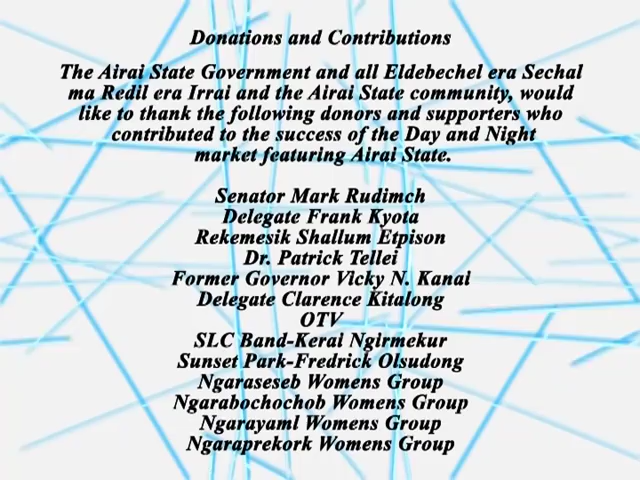 Donations and Contributions
The Airai State Government and all Eldebechel era Sechal
ma Redil era Irrai and the Airai State community, would
like to thank the following donors and supporters who
contributed to the success of the Day and Night
market featuring Airai State.
Senator Mark Rudimch
Delegate Frank Kyota
Rekemesik Shallum Etpison
Dr. Patrick Tellei
Former Governor Vicky N. Kanai
Delegate Clarence Kitalong
OTV
SLC Band-Kerai Ngirmekur
Sunset Park-Fredrick Olsudong
Ngaraseseb Womens Group
Ngarabochochob Womens Group
Ngarayaml Womens Group
Ngaraprekork Womens Group